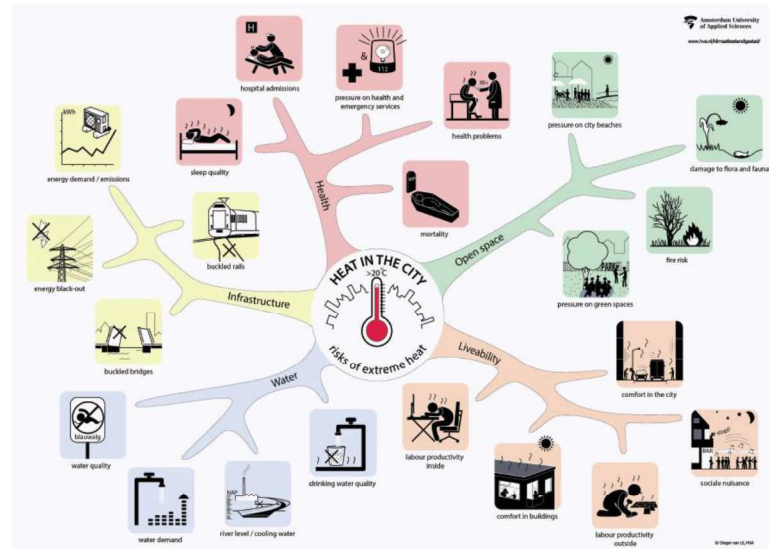 Amsterdam University
of Applied Sciences
H
hospital admissions
&
112
pressure on health and
emergency services
health problems
pressure on city beaches
kWh
energy demand / emissions
sleep quality
damage to flora and fauna
Health
RIP
mortality
buckled rails
Open space
fire risk
PARK
pressure on green spaces
energy black-out
Infrastructure
HEAT IN THE CITY
>20°C
risks of extreme heat
buckled bridges
Water
Liveability
comfort in the city
blauwalg
water quality
labour productivity
inside
stop!!
BAR
sociale nuisance
drinking water quality
comfort in buildings
NAP
water demand
river level / cooling water
labour productivity
outside